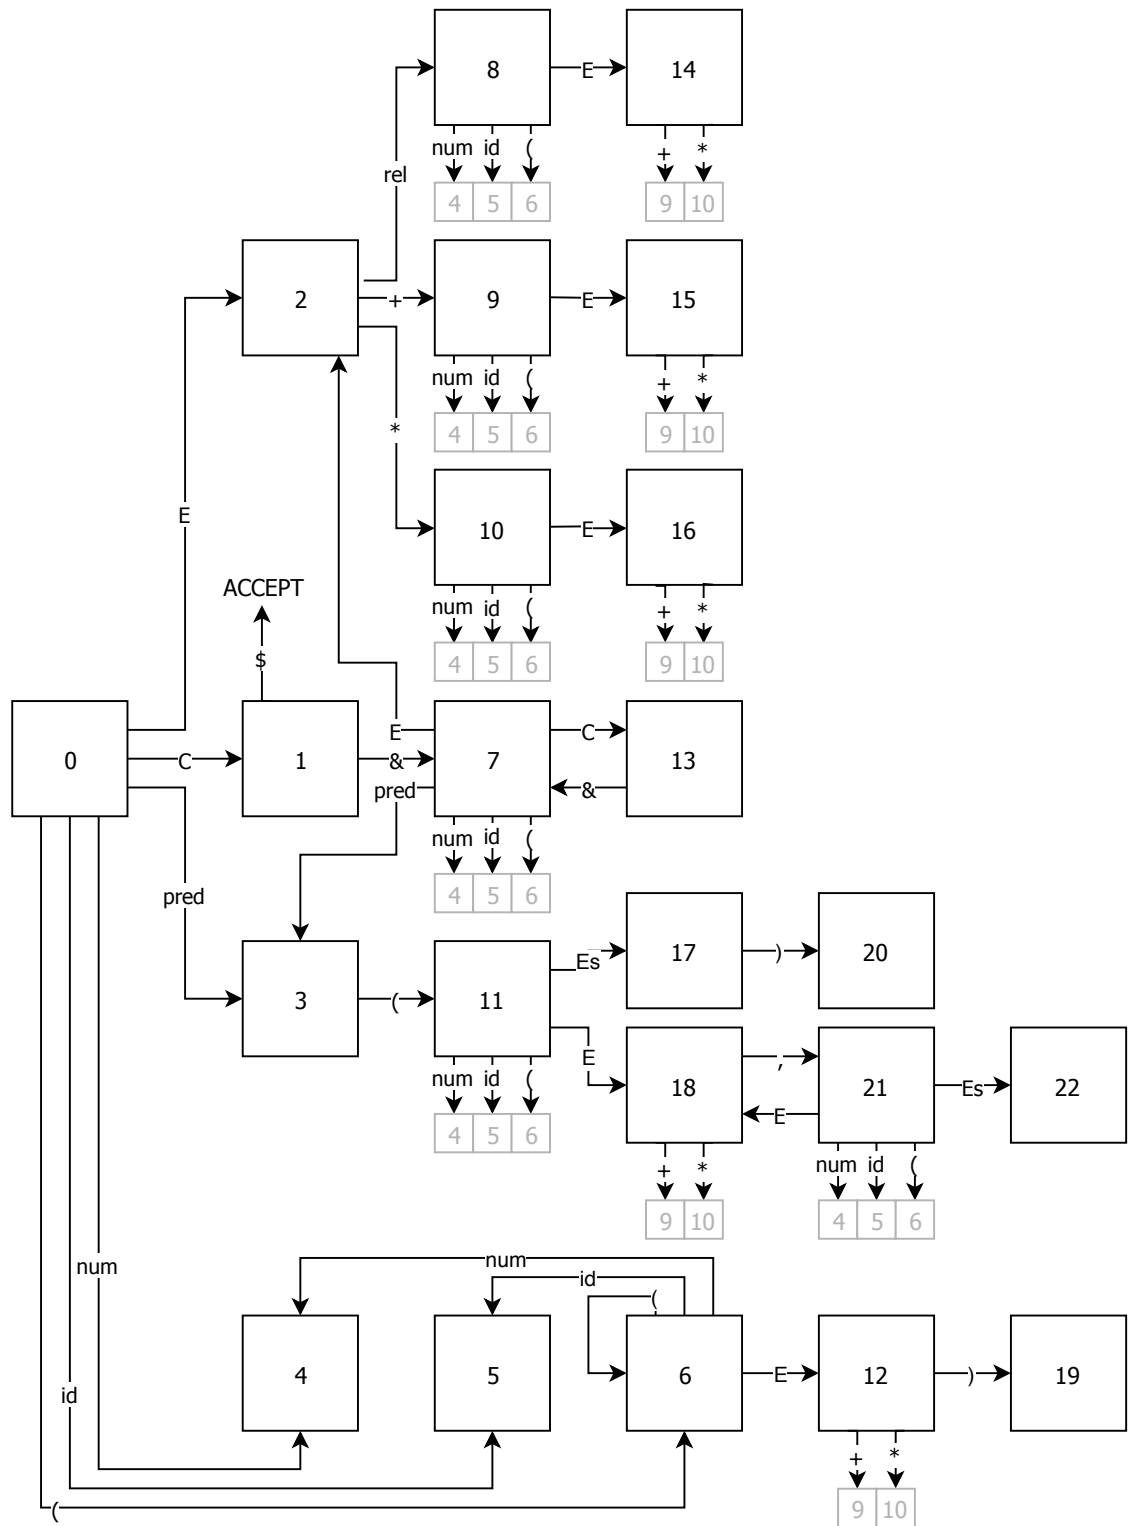 8 E 14
num id ( + *
rel
4 5 6 9 10
2 + 9 E 15
num id ( + *
*
4 5 6 9 10
E
10 E 16
ACCEPT
num id ( + *
$
4 5 6 9 10
E C
0 C 1 & 7 13
pred &
num id (
4 5 6
pred
17 ) 20
Es
3 ( 11
E
num id ( 18 , 21 Es 22
E
4 5 6
+ * num id (
9 10 4 5 6
num
num
id
(
4 5 6 E 12 ) 19
id
+ *
9 10
(